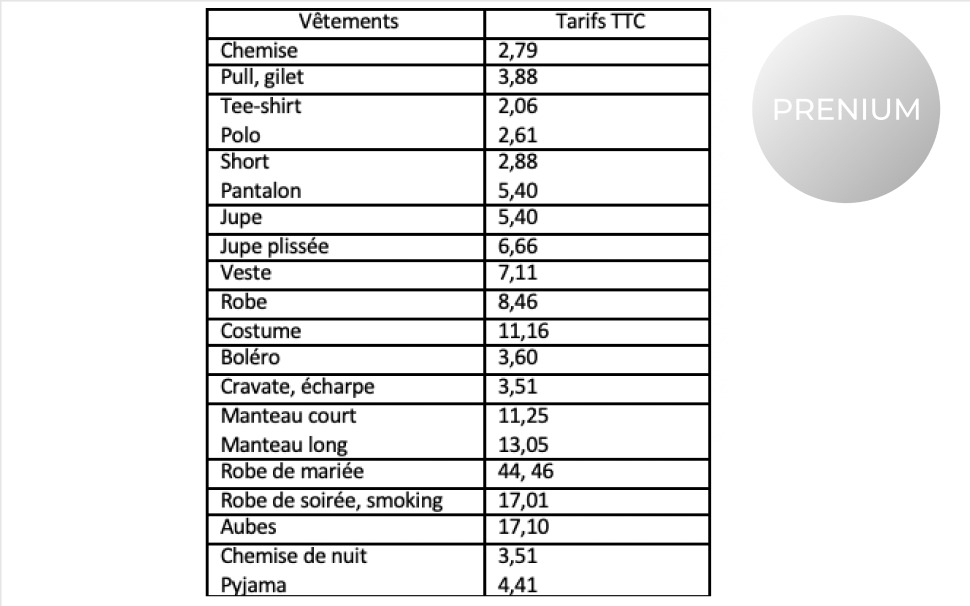 Vêtements Tarifs TTC
Chemise 2,79
Pull, gilet 3,88
Tee-shirt 2,06
Polo 2,61
Short 2,88
Pantalon 5,40
Jupe 5,40
Jupe plissée 6,66
Veste 7,11
Robe 8,46
Costume 11,16
Boléro 3,60
Cravate, écharpe 3,51
Manteau court 11,25
Manteau long 13,05
Robe de mariée 44, 46
Robe de soirée, smoking 17,01
Aubes 17,10
Chemise de nuit 3,51
Pyjama 4,41
PRENIUM